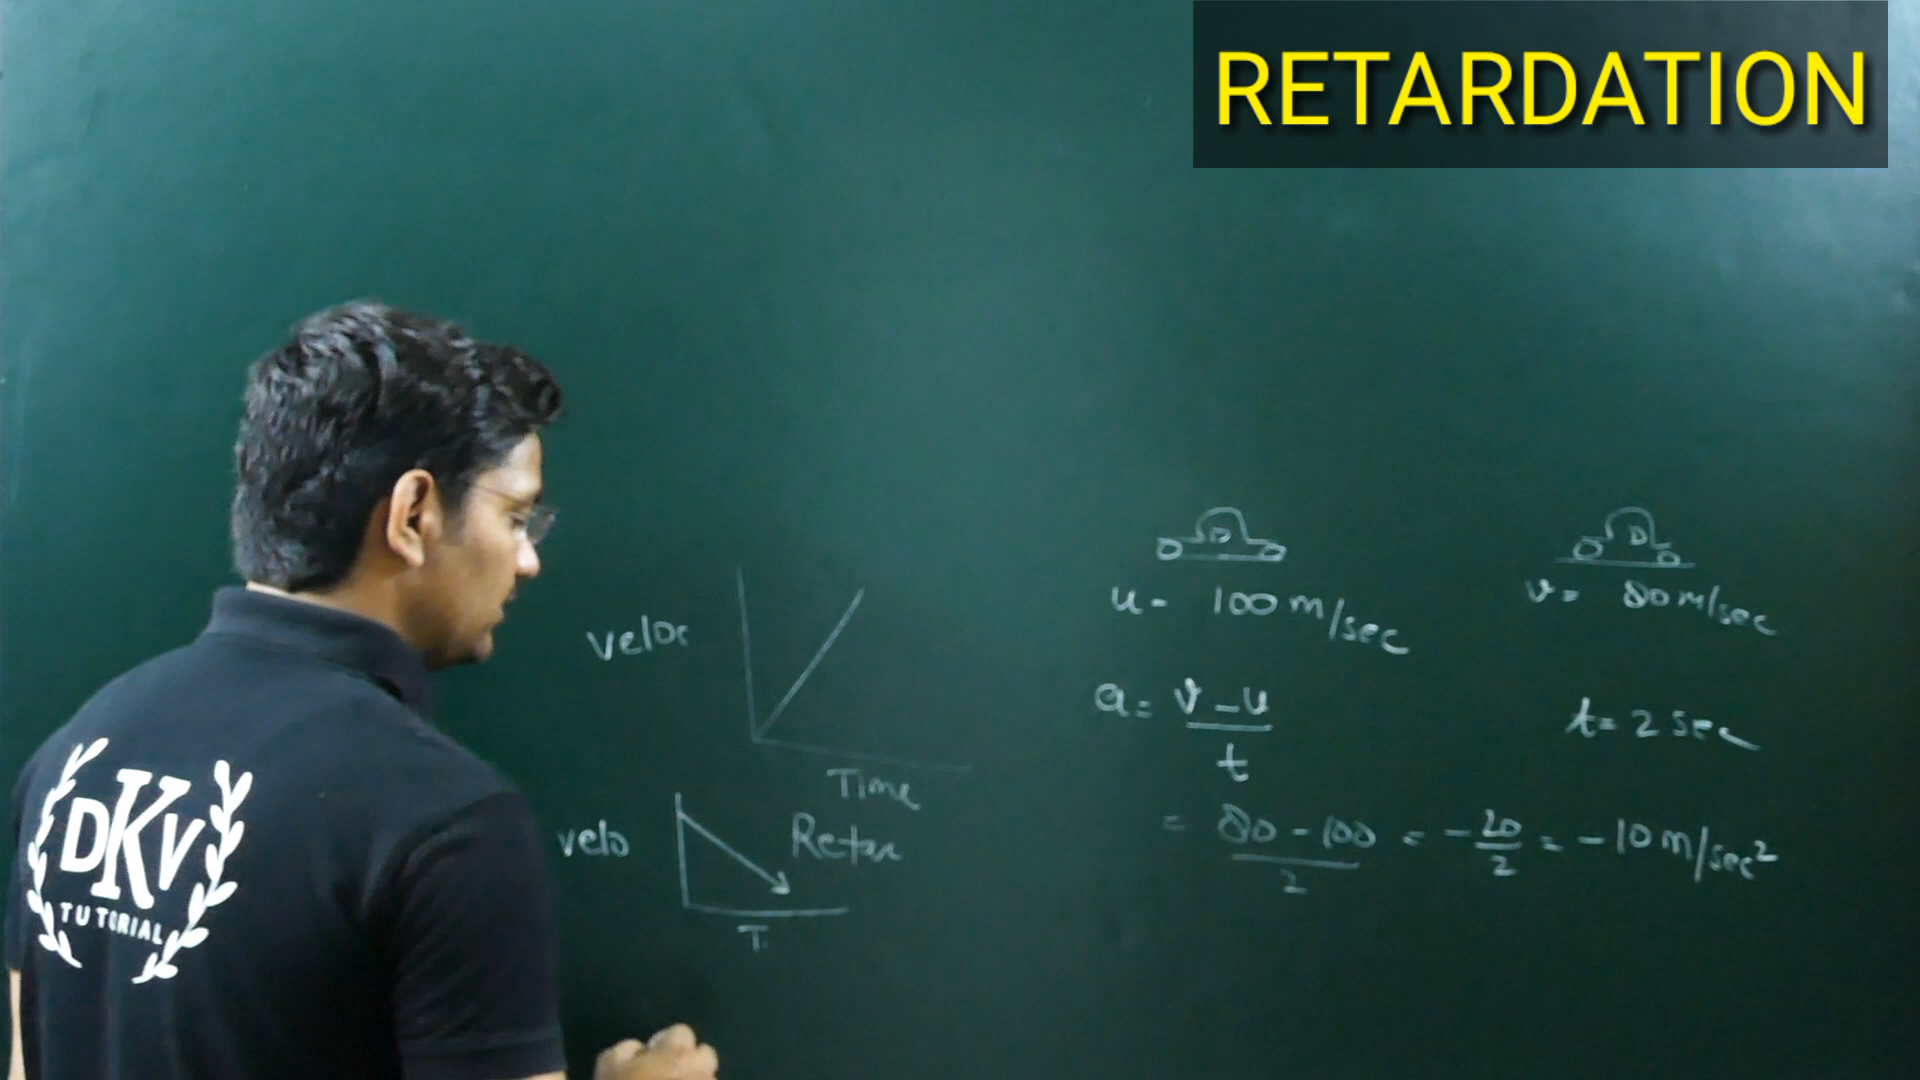 RETARDATION
D
D
u = 100 m/sec
v = 80 m/sec
veloc
a = v - u / t
t = 2 sec
Time
velo
Retar
= 80 - 100 / 2 = - 20 / 2 = - 10 m/sec²
T.
DKV
TUTORIAL